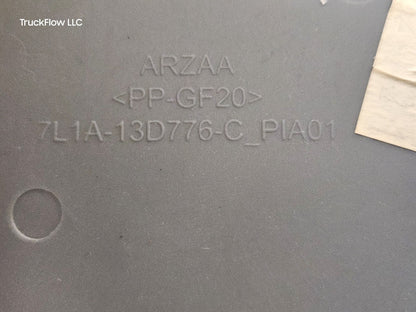 TruckFlow LLC
ARZAA
<PP-GF20>
7L1A-13D776-C_PIA01